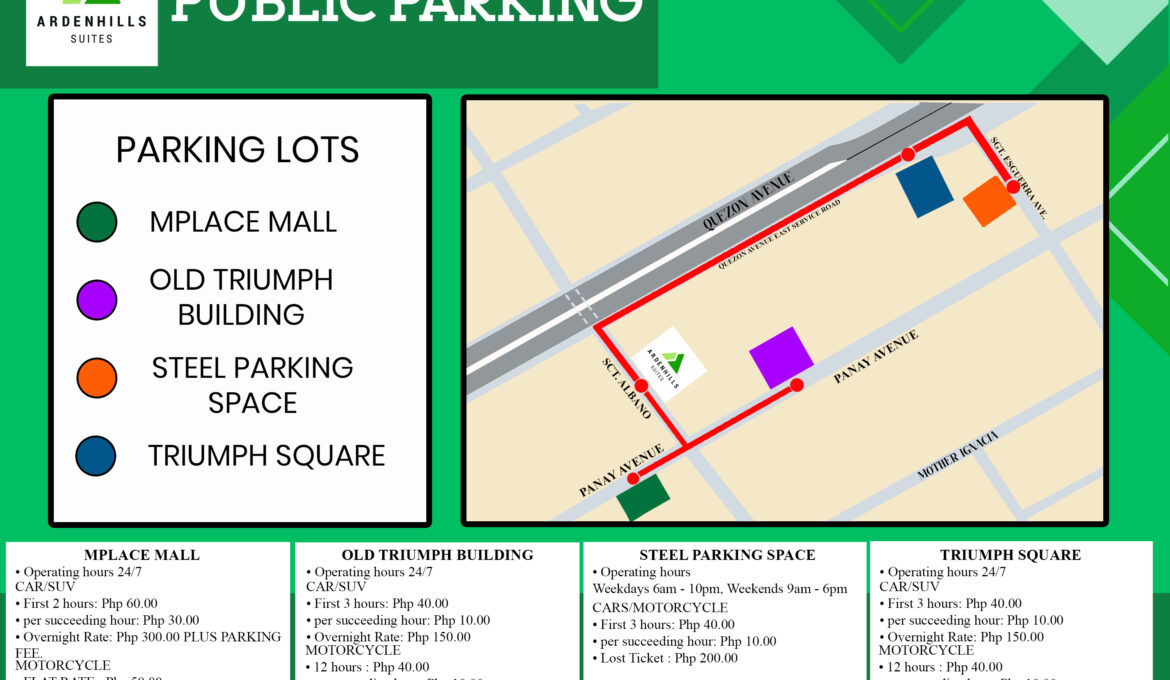 PUBLIC PARKING
ARDENHILLS
SUITES
PARKING LOTS
MPLACE MALL
OLD TRIUMPH
BUILDING
STEEL PARKING
SPACE
TRIUMPH SQUARE
QUEZON AVENUE
QUEZON AVENUE EAST SERVICE ROAD
SGT. ESGUERRA AVE.
SCT. ALBANO
ARDENHILLS
SUITES
PANAY AVENUE
PANAY AVENUE
MOTHER IGNACIA
MPLACE MALL
• Operating hours 24/7
CAR/SUV
• First 2 hours: Php 60.00
• per succeeding hour: Php 30.00
• Overnight Rate: Php 300.00 PLUS PARKING
FEE.
MOTORCYCLE
• FLAT RATE : Php 50.00
OLD TRIUMPH BUILDING
• Operating hours 24/7
CAR/SUV
• First 3 hours: Php 40.00
• per succeeding hour: Php 10.00
• Overnight Rate: Php 150.00
MOTORCYCLE
• 12 hours : Php 40.00
STEEL PARKING SPACE
• Operating hours
Weekdays 6am - 10pm, Weekends 9am - 6pm
CARS/MOTORCYCLE
• First 3 hours: Php 40.00
• per succeeding hour: Php 10.00
• Lost Ticket : Php 200.00
TRIUMPH SQUARE
• Operating hours 24/7
CAR/SUV
• First 3 hours: Php 40.00
• per succeeding hour: Php 10.00
• Overnight Rate: Php 150.00
MOTORCYCLE
• 12 hours : Php 40.00